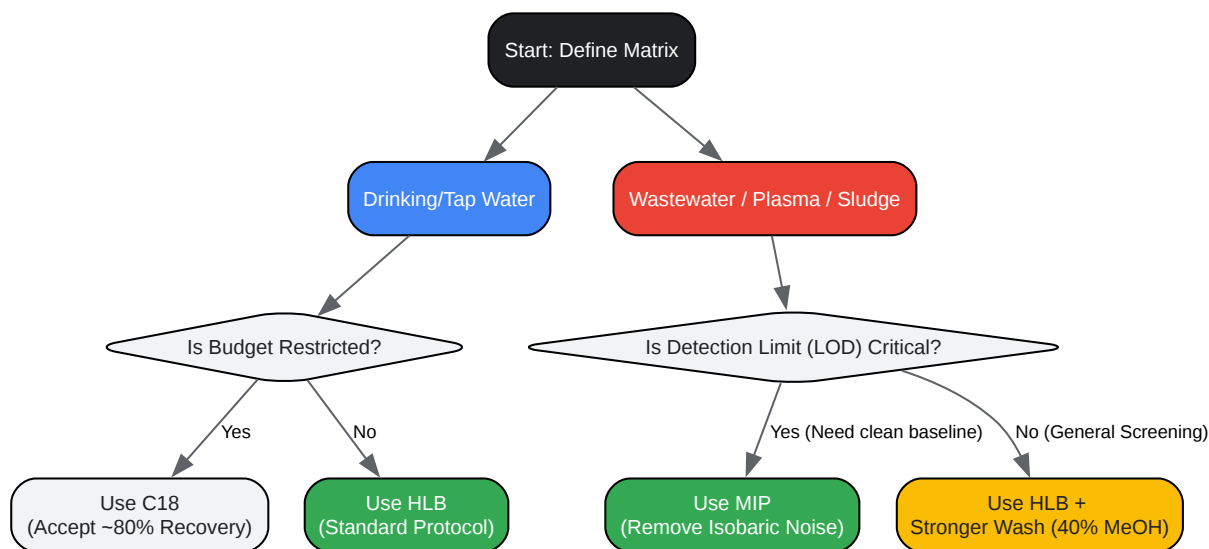 Start: Define Matrix
Drinking/Tap Water
Wastewater / Plasma / Sludge
Is Budget Restricted?
Is Detection Limit (LOD) Critical?
Yes
No
Yes (Need clean baseline)
No (General Screening)
Use C18
(Accept ~80% Recovery)
Use HLB
(Standard Protocol)
Use MIP
(Remove Isobaric Noise)
Use HLB +
Stronger Wash (40% MeOH)